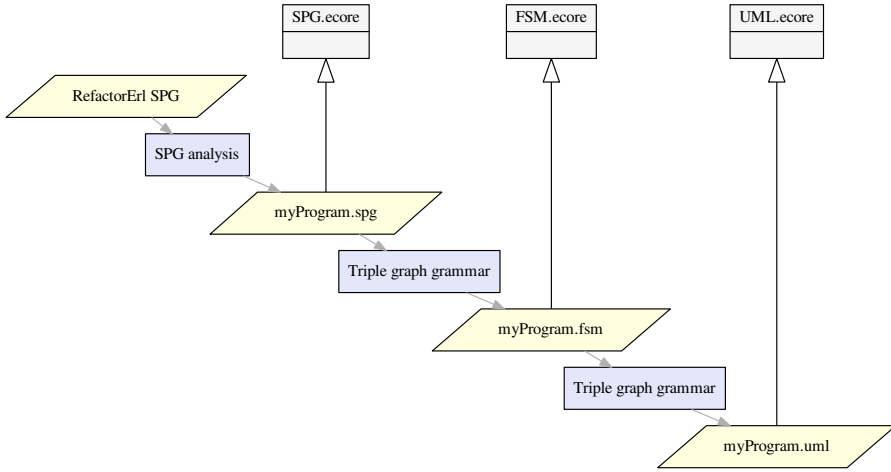 SPG.ecore
FSM.ecore
UML.ecore
RefactorErl SPG
SPG analysis
myProgram.spg
Triple graph grammar
myProgram.fsm
Triple graph grammar
myProgram.uml